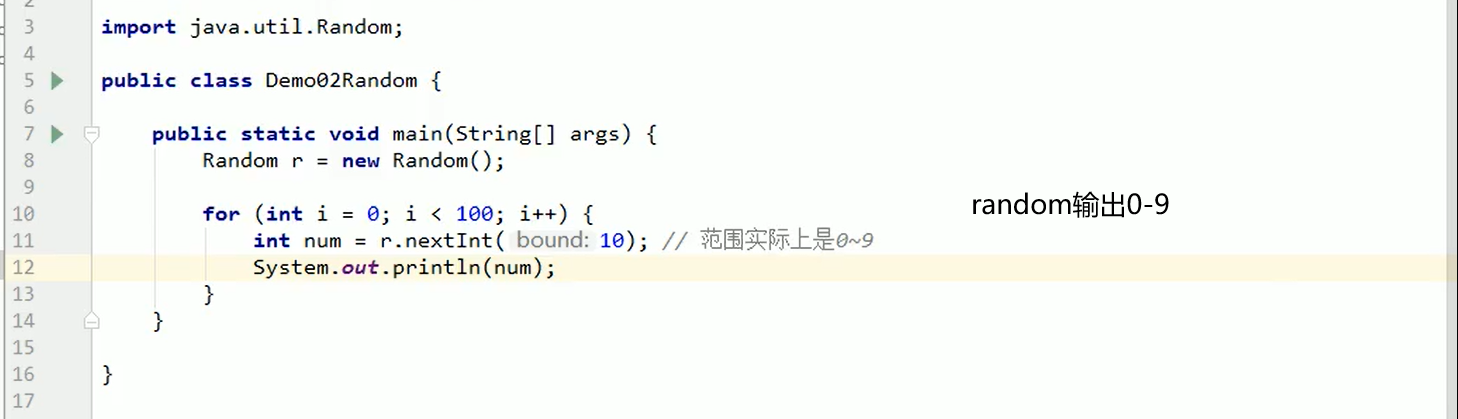 2
3 import java.util.Random;
4
5 public class Demo02Random {
6
7 public static void main(String[] args) {
8 Random r = new Random();
9
10 for (int i = 0; i < 100; i++) { random输出0-9
11 int num = r.nextInt( bound: 10); // 范围实际上是0~9
12 System.out.println(num);
13 }
14 }
15
16 }
17